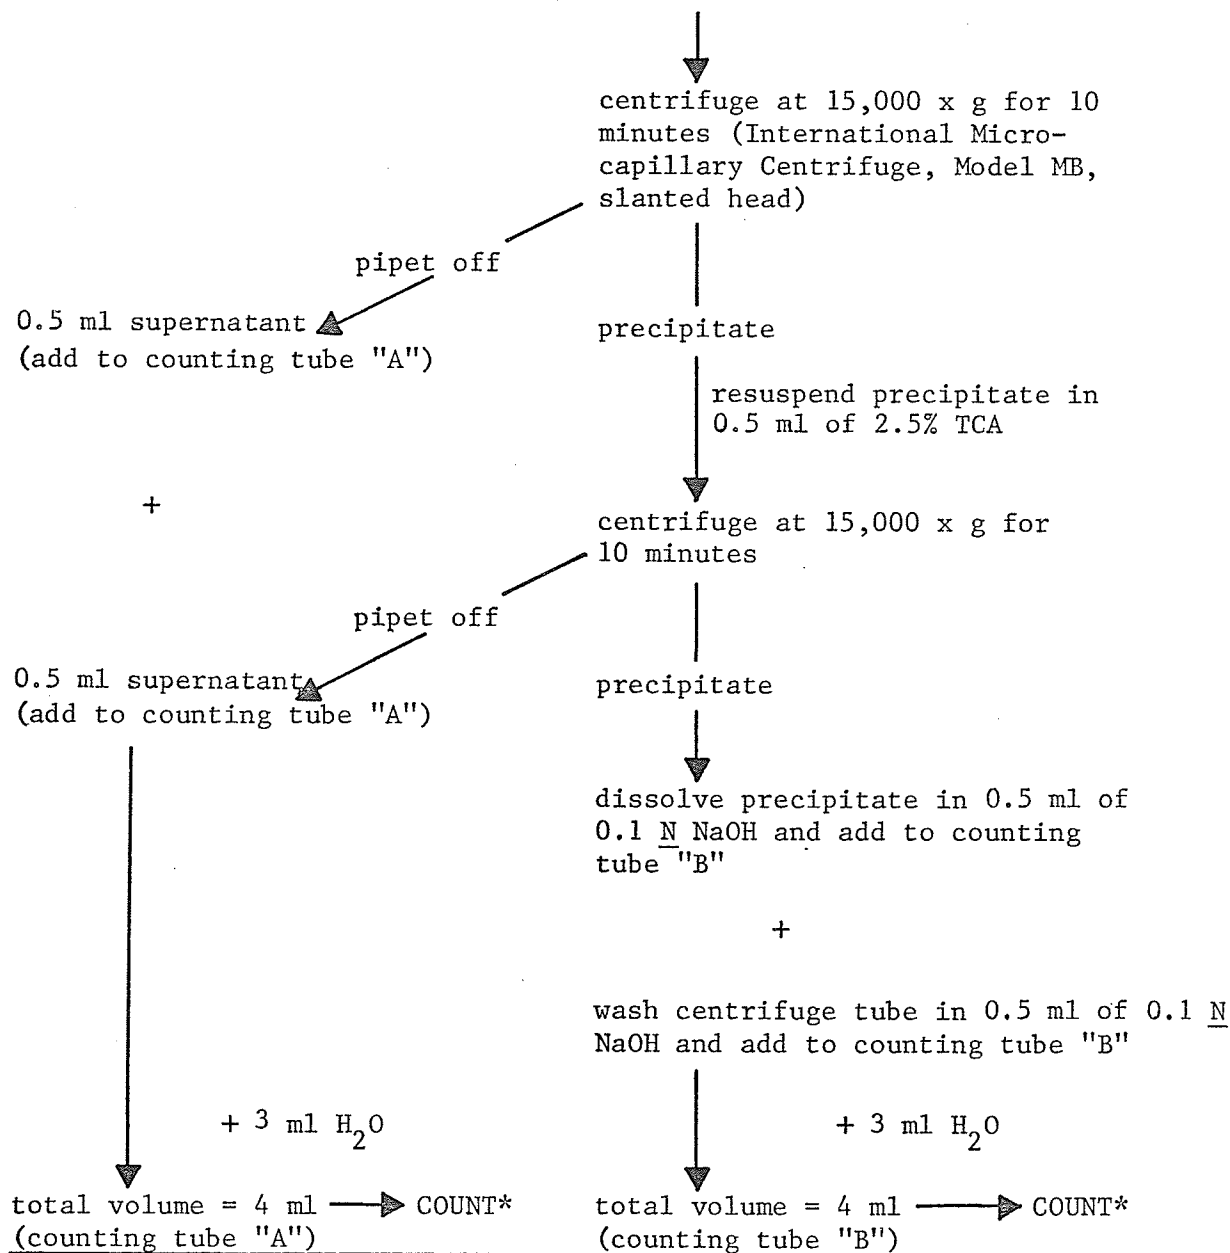 centrifuge at 15,000 x g for 10
minutes (International Micro-
capillary Centrifuge, Model MB,
slanted head)
pipet off
0.5 ml supernatant
(add to counting tube "A")
precipitate
resuspend precipitate in
0.5 ml of 2.5% TCA
+
centrifuge at 15,000 x g for
10 minutes
pipet off
0.5 ml supernatant
(add to counting tube "A")
precipitate
dissolve precipitate in 0.5 ml of
0.1 N NaOH and add to counting
tube "B"
+
wash centrifuge tube in 0.5 ml of 0.1 N
NaOH and add to counting tube "B"
+ 3 ml H2O
+ 3 ml H2O
total volume = 4 ml COUNT*
(counting tube "A")
total volume = 4 ml COUNT*
(counting tube "B")